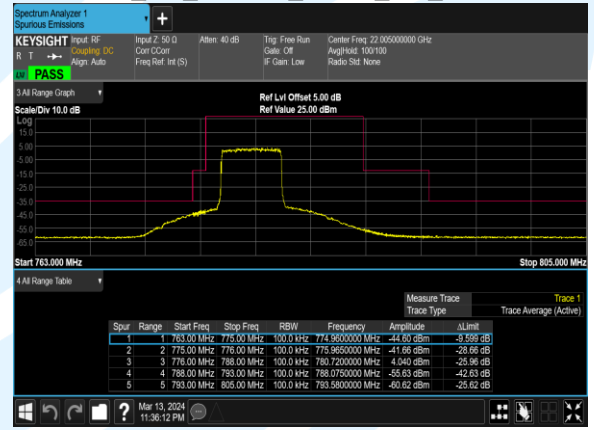 Spectrum Analyzer 1
Spurious Emissions
+
KEYSIGHT Input: RF Input Z: 50 Ω Atten: 40 dB Trig: Free Run Center Freq: 22.005000000 GHz
R T Coupling: DC Corr CCorr Gate: Off Avg|Hold: 100/100
Align: Auto Freq Ref: Int (S) IF Gain: Low Radio Std: None
PASS
3 All Range Graph
Ref Lvl Offset 5.00 dB
Scale/Div 10.0 dB Ref Value 25.00 dBm
Log
15.0
5.00
-5.00
-15.0
-25.0
-35.0
-45.0
-55.0
-65.0
Start 763.000 MHz Stop 805.000 MHz
4 All Range Table
Measure Trace Trace 1
Trace Type Trace Average (Active)
Spur Range Start Freq Stop Freq RBW Frequency Amplitude ΔLimit
1 1 763.00 MHz 775.00 MHz 100.0 kHz 774.9600000 MHz -44.60 dBm -9.599 dB
2 2 775.00 MHz 776.00 MHz 100.0 kHz 775.9650000 MHz -41.66 dBm -28.66 dB
3 3 776.00 MHz 788.00 MHz 100.0 kHz 780.7200000 MHz 4.040 dBm -25.96 dB
4 4 788.00 MHz 793.00 MHz 100.0 kHz 788.0750000 MHz -55.63 dBm -42.63 dB
5 5 793.00 MHz 805.00 MHz 100.0 kHz 793.5800000 MHz -60.62 dBm -25.62 dB
? Mar 13, 2024
11:36:12 PM